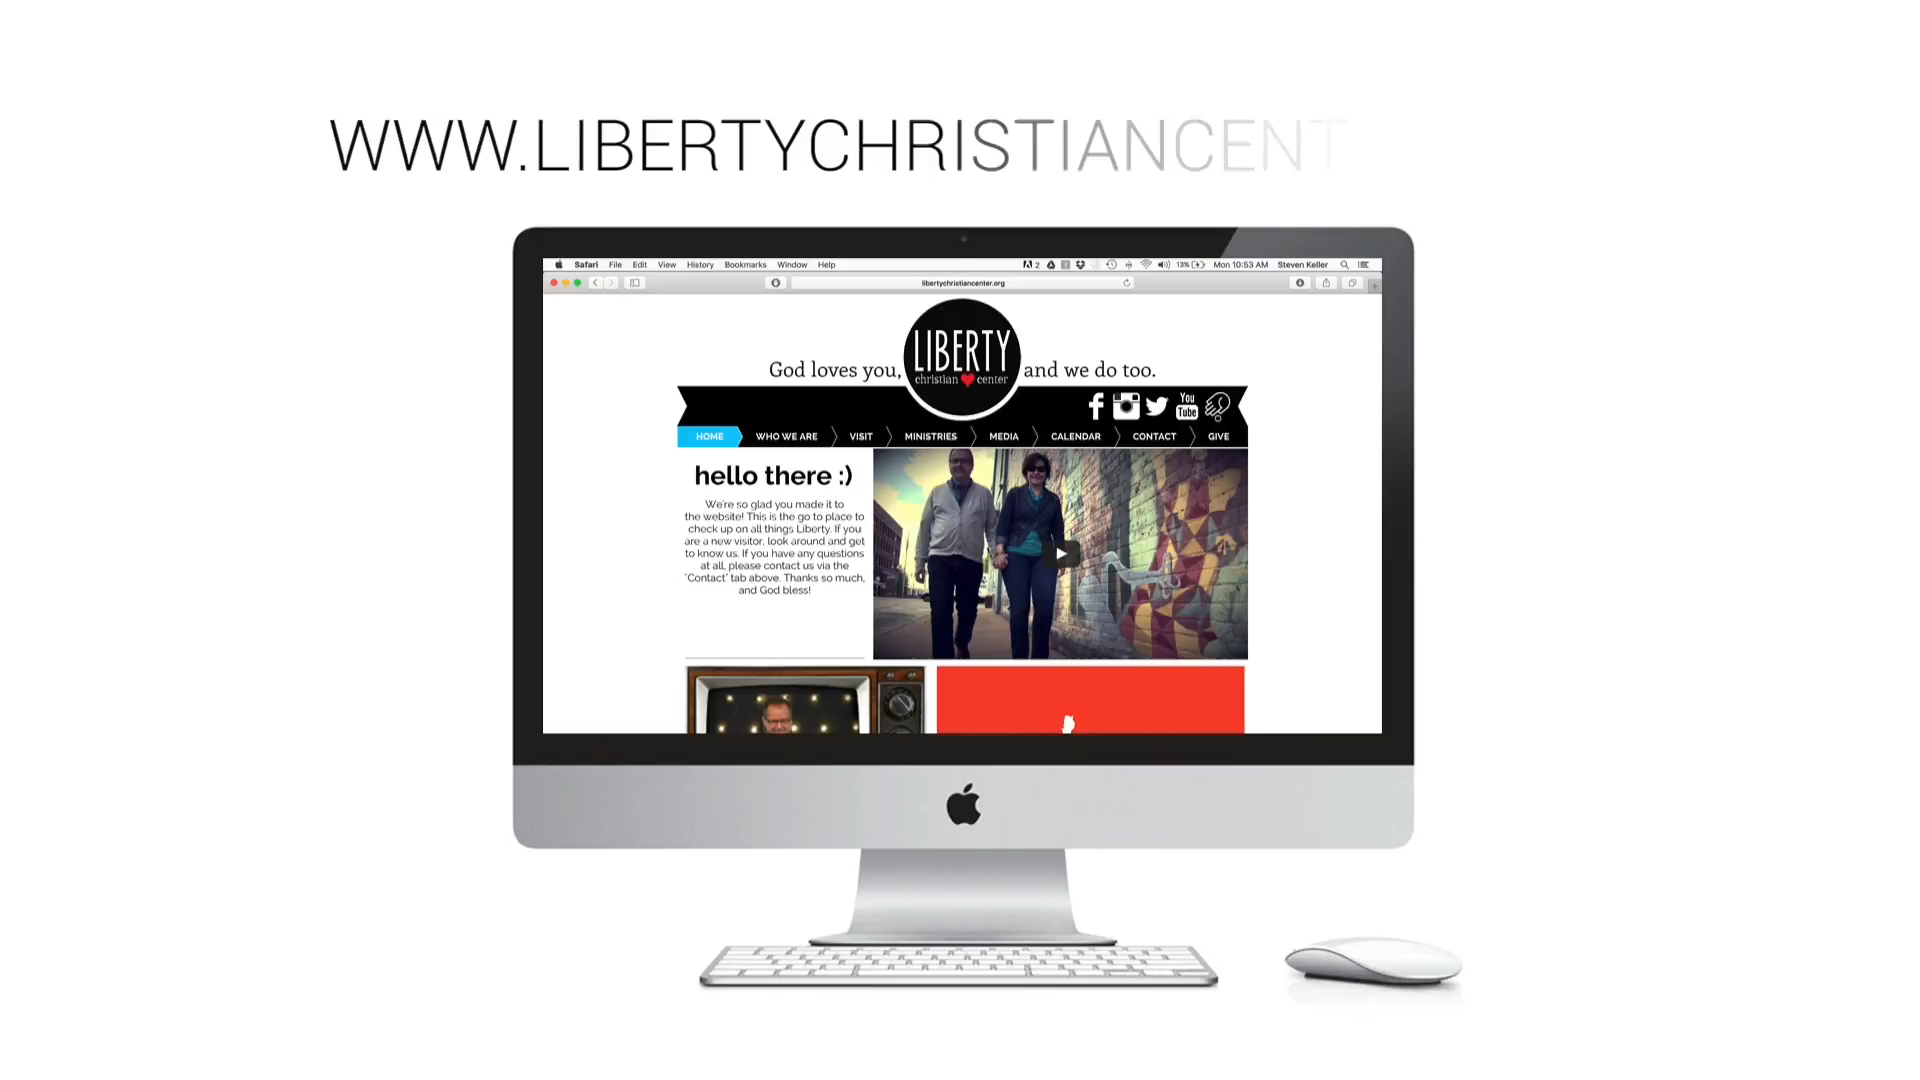 WWW.LIBERTYCHRISTIANCENT
Safari File Edit View History Bookmarks Window Help
2 13% Mon 10:53 AM Steven Keller
libertychristiancenter.org
God loves you, LIBERTY and we do too.
christian center
You
Tube
HOME WHO WE ARE VISIT MINISTRIES MEDIA CALENDAR CONTACT GIVE
hello there :)
We're so glad you made it to
the website! This is the go to place to
check up on all things Liberty. If you
are a new visitor, look around and get
to know us. If you have any questions
at all, please contact us via the
"Contact" tab above. Thanks so much,
and God bless!